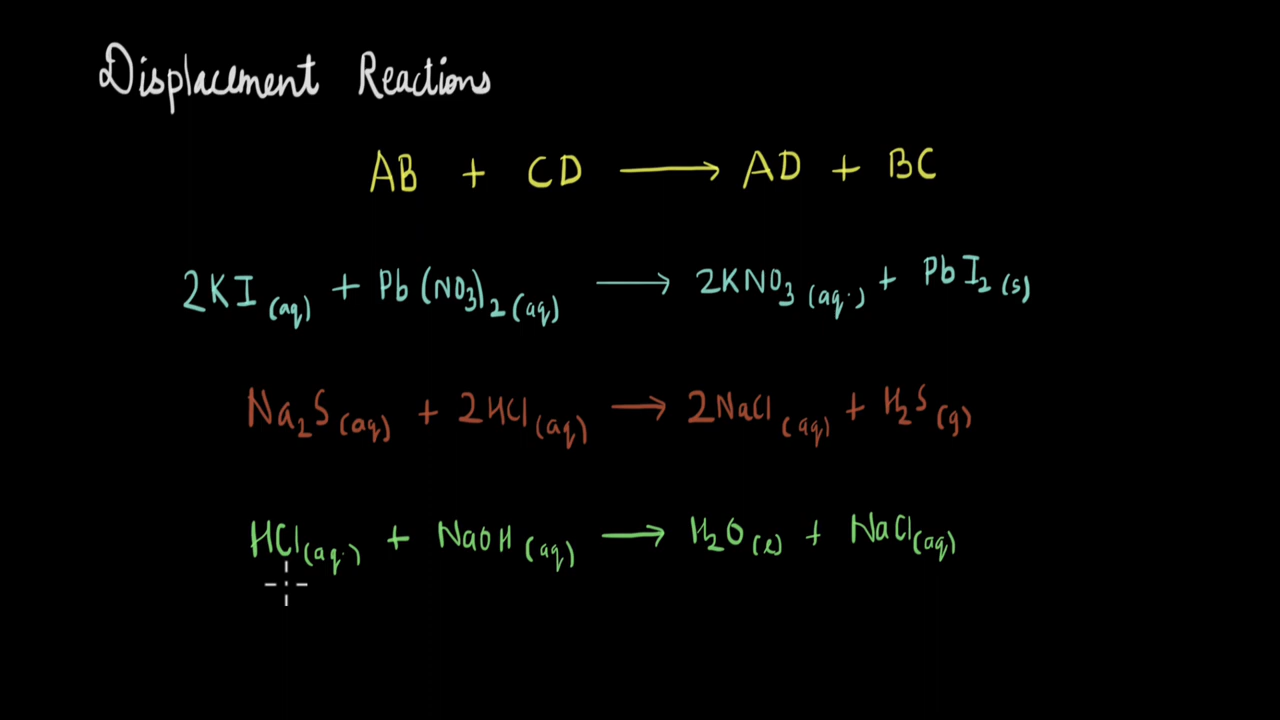 Displacement Reactions
AB + CD ⟶ AD + BC
2KI (aq) + Pb(NO3)2 (aq) ⟶ 2KNO3 (aq.) + PbI2 (s)
Na2S (aq) + 2HCl (aq) ⟶ 2NaCl (aq) + H2S (g)
HCl (aq.) + NaOH (aq) ⟶ H2O (l) + NaCl (aq)